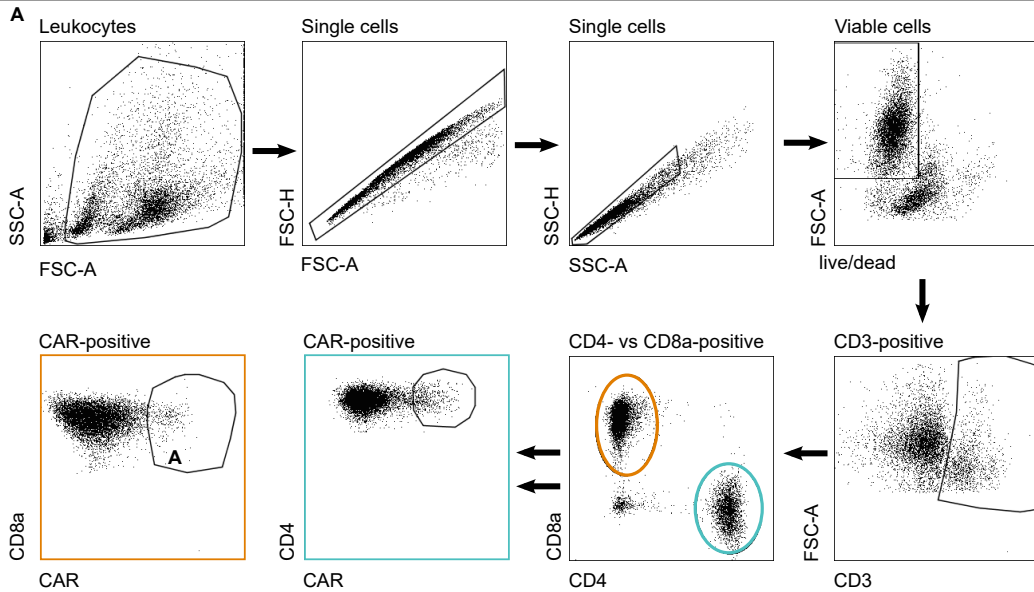 A
Leukocytes
Single cells
Single cells
Viable cells
SSC-A
FSC-H
SSC-H
FSC-A
FSC-A
FSC-A
SSC-A
live/dead
CAR-positive
CAR-positive
CD4- vs CD8a-positive
CD3-positive
A
CD8a
CD4
CD8a
FSC-A
CAR
CAR
CD4
CD3